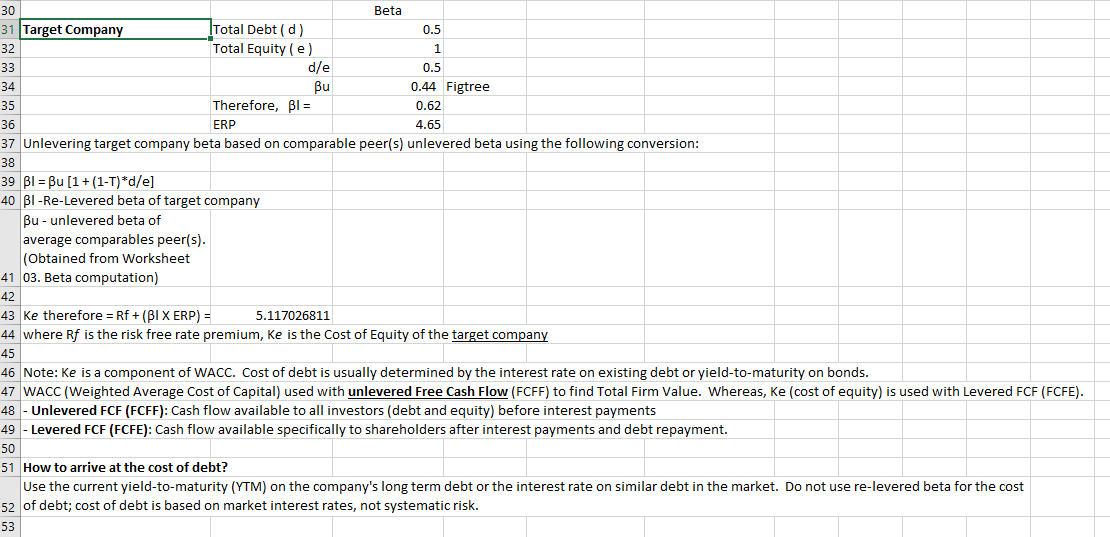 30 Beta
31 Target Company Total Debt ( d ) 0.5
32 Total Equity ( e ) 1
33 d/e 0.5
34 βu 0.44 Figtree
35 Therefore, βl = 0.62
36 ERP 4.65
37 Unlevering target company beta based on comparable peer(s) unlevered beta using the following conversion:
38
39 βl = βu [1 + (1-T)*d/e]
40 βl -Re-Levered beta of target company
βu - unlevered beta of
average comparables peer(s).
(Obtained from Worksheet
41 03. Beta computation)
42
43 Ke therefore = Rf + (βl X ERP) = 5.117026811
44 where Rf is the risk free rate premium, Ke is the Cost of Equity of the target company
45
46 Note: Ke is a component of WACC. Cost of debt is usually determined by the interest rate on existing debt or yield-to-maturity on bonds.
47 WACC (Weighted Average Cost of Capital) used with unlevered Free Cash Flow (FCFF) to find Total Firm Value. Whereas, Ke (cost of equity) is used with Levered FCF (FCFE).
48 - Unlevered FCF (FCFF): Cash flow available to all investors (debt and equity) before interest payments
49 - Levered FCF (FCFE): Cash flow available specifically to shareholders after interest payments and debt repayment.
50
51 How to arrive at the cost of debt?
Use the current yield-to-maturity (YTM) on the company's long term debt or the interest rate on similar debt in the market. Do not use re-levered beta for the cost
52 of debt; cost of debt is based on market interest rates, not systematic risk.
53